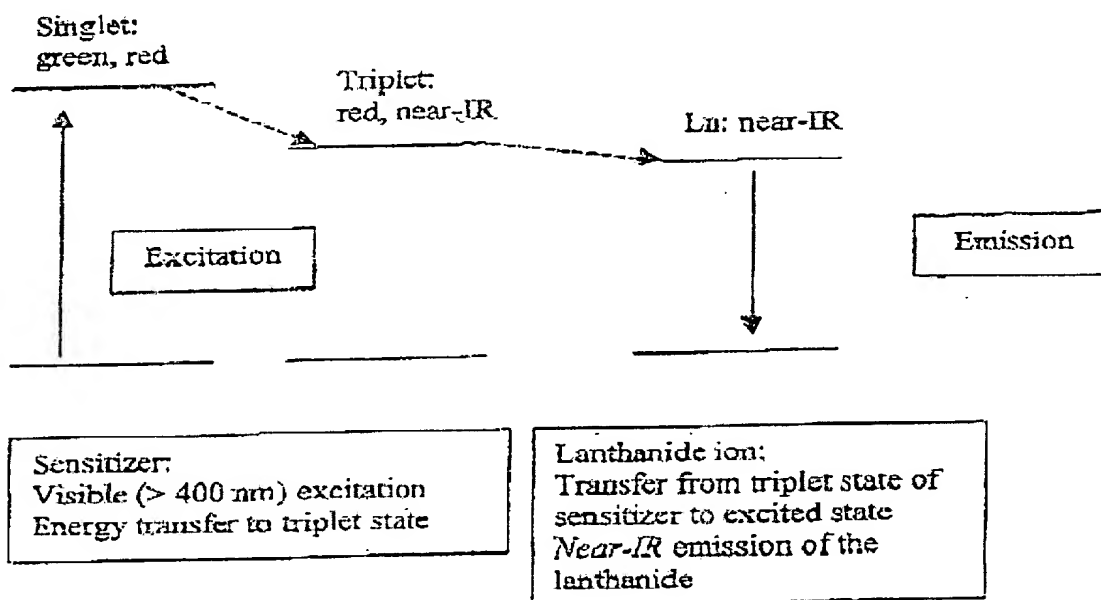 Singlet:
green, red
Triplet:
red, near-IR
Ln: near-IR
Excitation
Emission
Sensitizer:
Visible (> 400 nm) excitation
Energy transfer to triplet state
Lanthanide ion:
Transfer from triplet state of
sensitizer to excited state
Near-IR emission of the
lanthanide